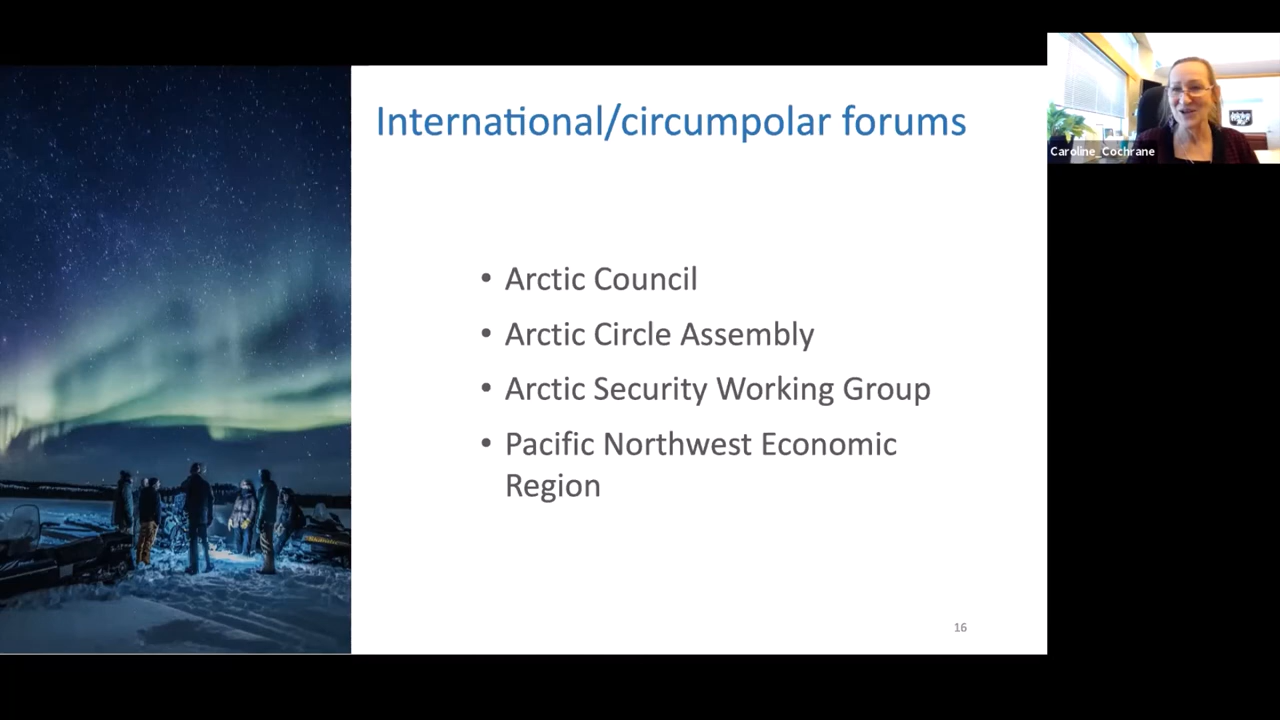 International/circumpolar forums
Caroline_Cochrane
• Arctic Council
• Arctic Circle Assembly
• Arctic Security Working Group
• Pacific Northwest Economic
Region
16